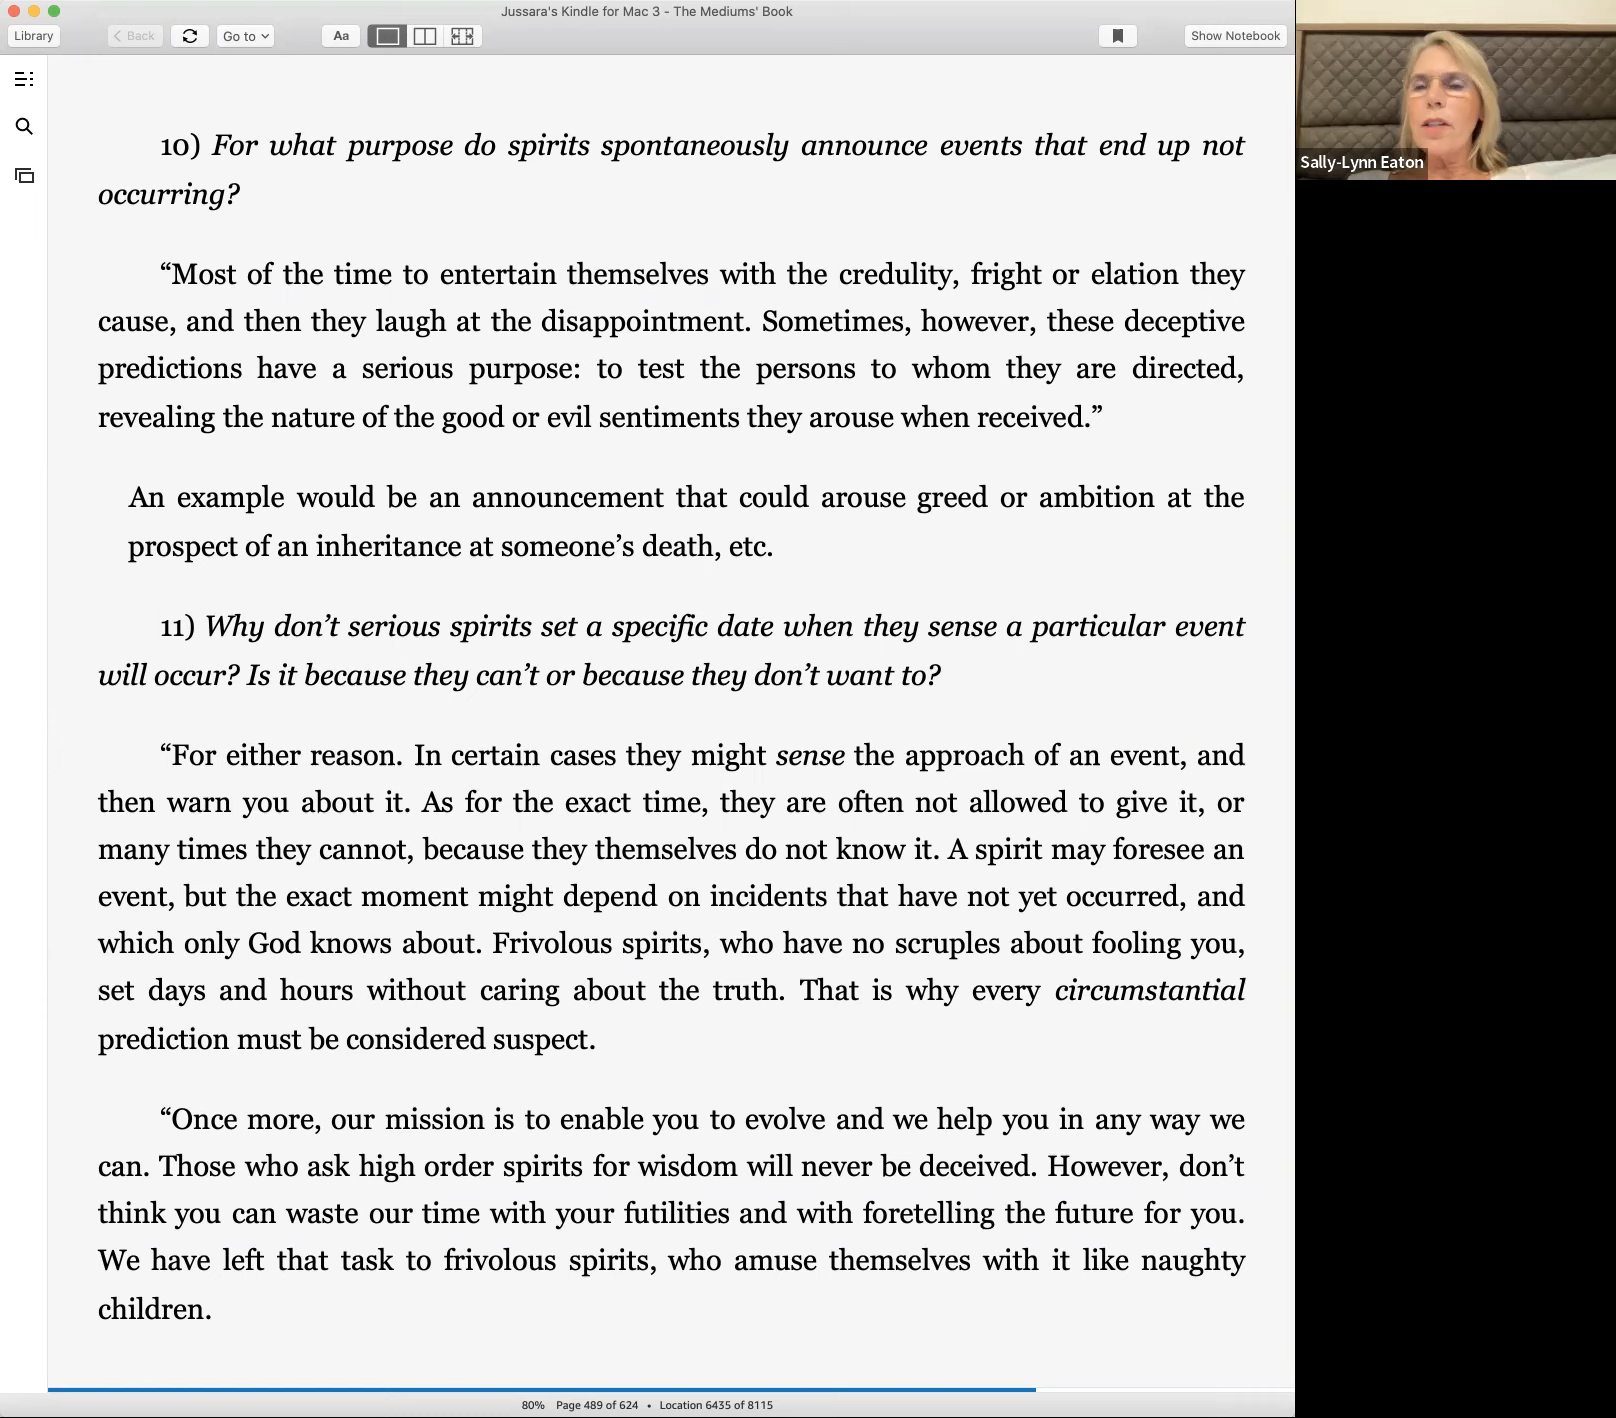 Jussara's Kindle for Mac 3 - The Mediums' Book
Library
Back
Go to
Aa
Show Notebook
Sally-Lynn Eaton
10) For what purpose do spirits spontaneously announce events that end up not
occurring?
“Most of the time to entertain themselves with the credulity, fright or elation they
cause, and then they laugh at the disappointment. Sometimes, however, these deceptive
predictions have a serious purpose: to test the persons to whom they are directed,
revealing the nature of the good or evil sentiments they arouse when received.”
An example would be an announcement that could arouse greed or ambition at the
prospect of an inheritance at someone’s death, etc.
11) Why don’t serious spirits set a specific date when they sense a particular event
will occur? Is it because they can’t or because they don’t want to?
“For either reason. In certain cases they might sense the approach of an event, and
then warn you about it. As for the exact time, they are often not allowed to give it, or
many times they cannot, because they themselves do not know it. A spirit may foresee an
event, but the exact moment might depend on incidents that have not yet occurred, and
which only God knows about. Frivolous spirits, who have no scruples about fooling you,
set days and hours without caring about the truth. That is why every circumstantial
prediction must be considered suspect.
“Once more, our mission is to enable you to evolve and we help you in any way we
can. Those who ask high order spirits for wisdom will never be deceived. However, don’t
think you can waste our time with your futilities and with foretelling the future for you.
We have left that task to frivolous spirits, who amuse themselves with it like naughty
children.
80% Page 489 of 624 • Location 6435 of 8115